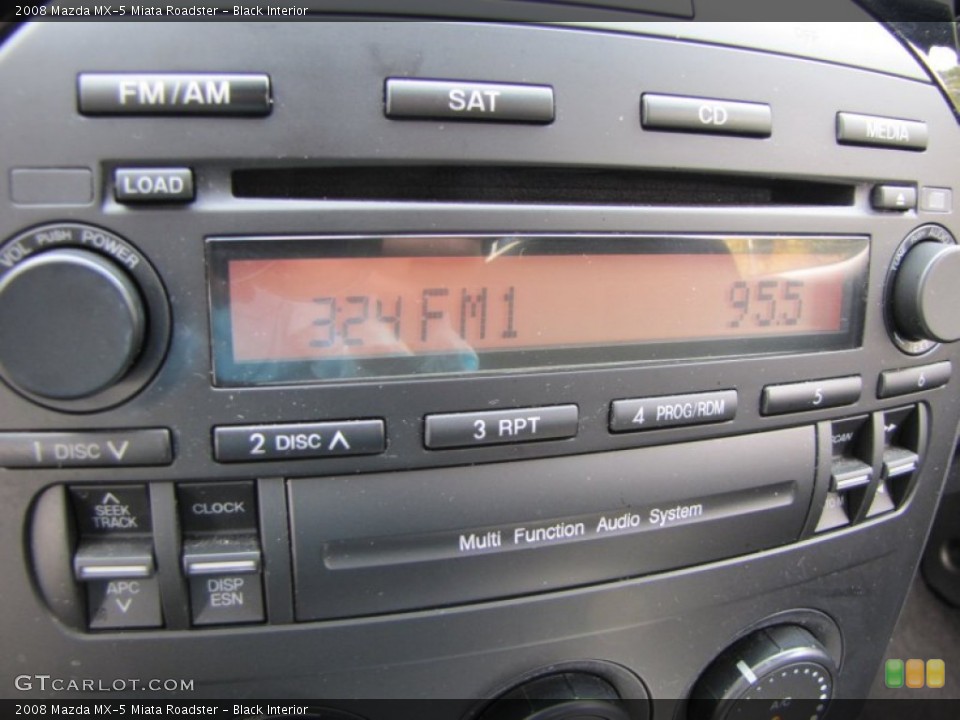 2008 Mazda MX-5 Miata Roadster - Black Interior
FM/AM SAT CD MEDIA
LOAD
VOL PUSH POWER
3:24 FM1 95.5
1 DISC ∨ 2 DISC ∧ 3 RPT 4 PROG/RDM 5 6
∧ SEEK TRACK
CLOCK
APC ∨
DISP ESN
Multi Function Audio System
A/C
GTCARLOT.COM
2008 Mazda MX-5 Miata Roadster - Black Interior